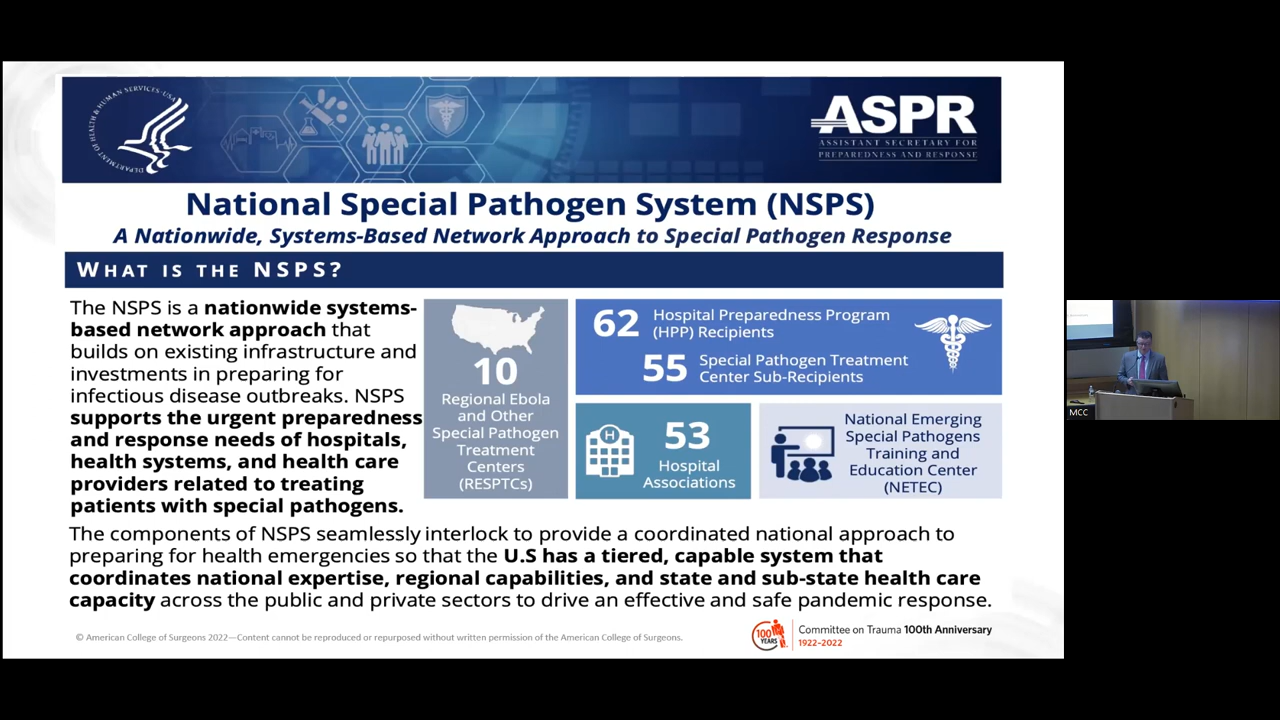 DEPARTMENT OF HEALTH & HUMAN SERVICES · USA
ASPR
ASSISTANT SECRETARY FOR
PREPAREDNESS AND RESPONSE
National Special Pathogen System (NSPS)
A Nationwide, Systems-Based Network Approach to Special Pathogen Response
WHAT IS THE NSPS?
The NSPS is a nationwide systems-
based network approach that
builds on existing infrastructure and
investments in preparing for
infectious disease outbreaks. NSPS
supports the urgent preparedness
and response needs of hospitals,
health systems, and health care
providers related to treating
patients with special pathogens.
10
Regional Ebola
and Other
Special Pathogen
Treatment
Centers
(RESPTCs)
62 Hospital Preparedness Program
(HPP) Recipients
55 Special Pathogen Treatment
Center Sub-Recipients
H
53
Hospital
Associations
National Emerging
Special Pathogens
Training and
Education Center
(NETEC)
The components of NSPS seamlessly interlock to provide a coordinated national approach to
preparing for health emergencies so that the U.S has a tiered, capable system that
coordinates national expertise, regional capabilities, and state and sub-state health care
capacity across the public and private sectors to drive an effective and safe pandemic response.
© American College of Surgeons 2022—Content cannot be reproduced or repurposed without written permission of the American College of Surgeons.
100
YEARS
Committee on Trauma 100th Anniversary
1922-2022
MCC